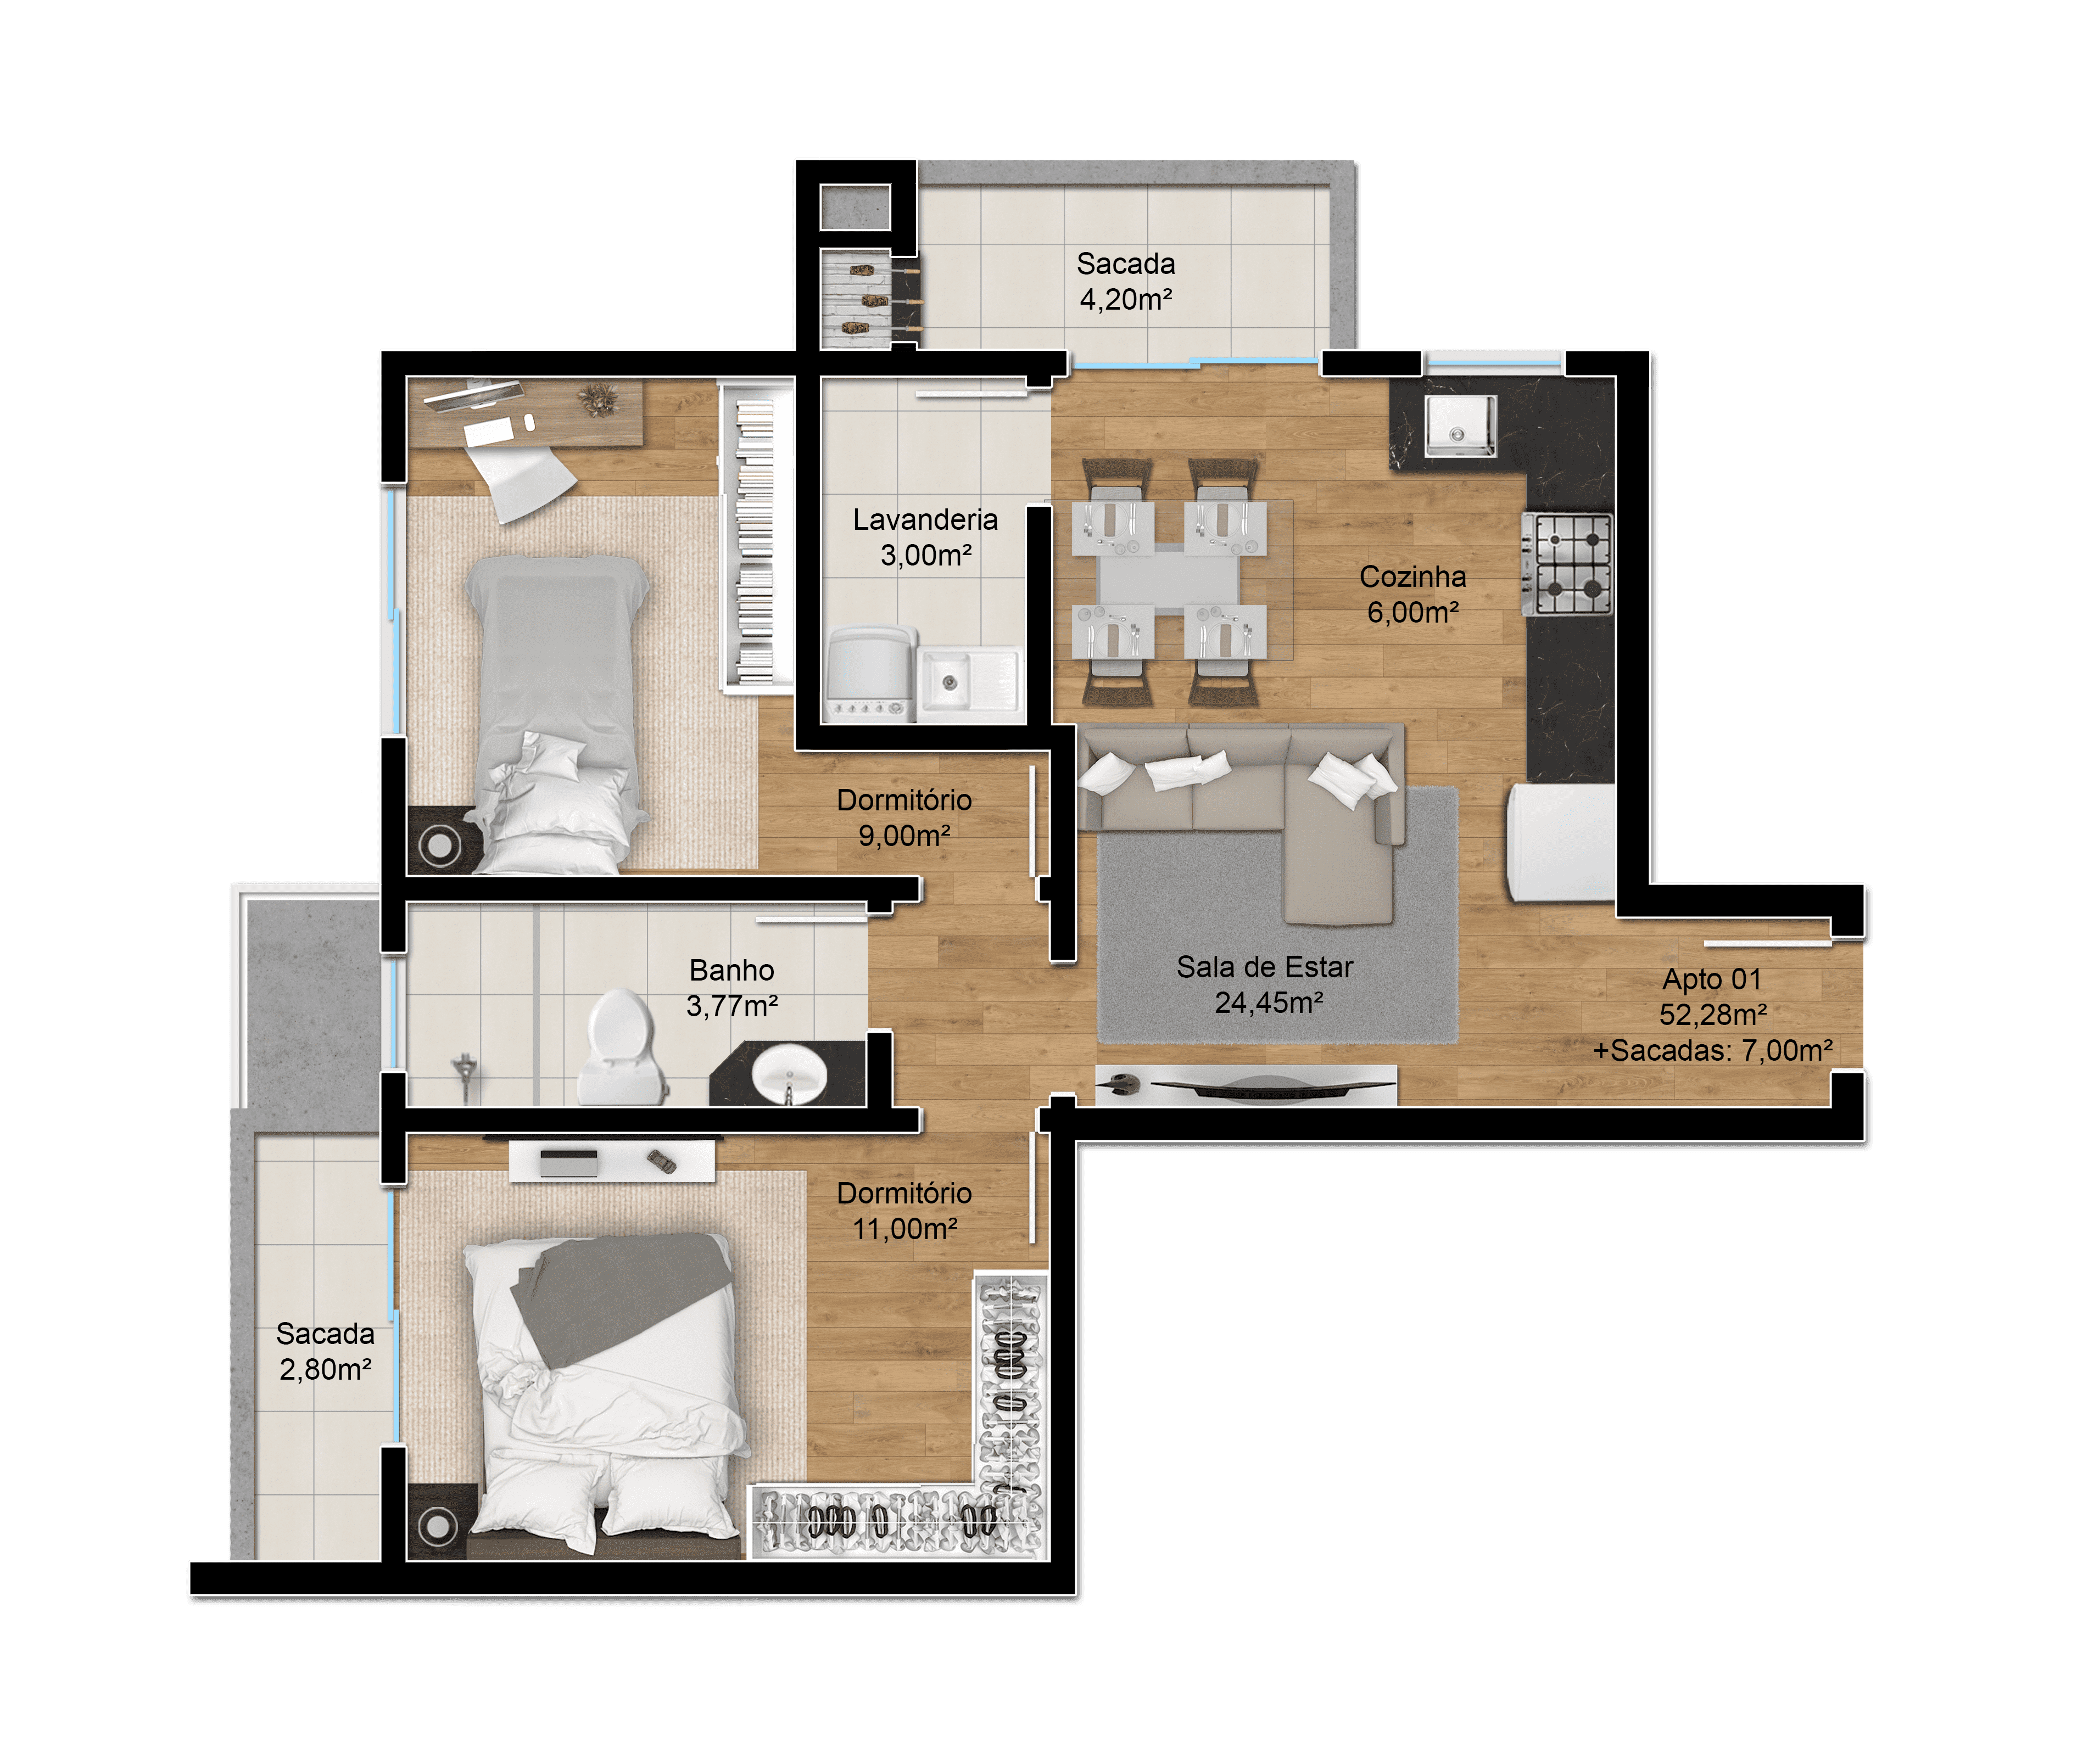 Sacada
4,20m²
Lavanderia
3,00m²
Cozinha
6,00m²
Dormitório
9,00m²
Banho
3,77m²
Sala de Estar
24,45m²
Apto 01
52,28m²
+Sacadas: 7,00m²
Dormitório
11,00m²
Sacada
2,80m²